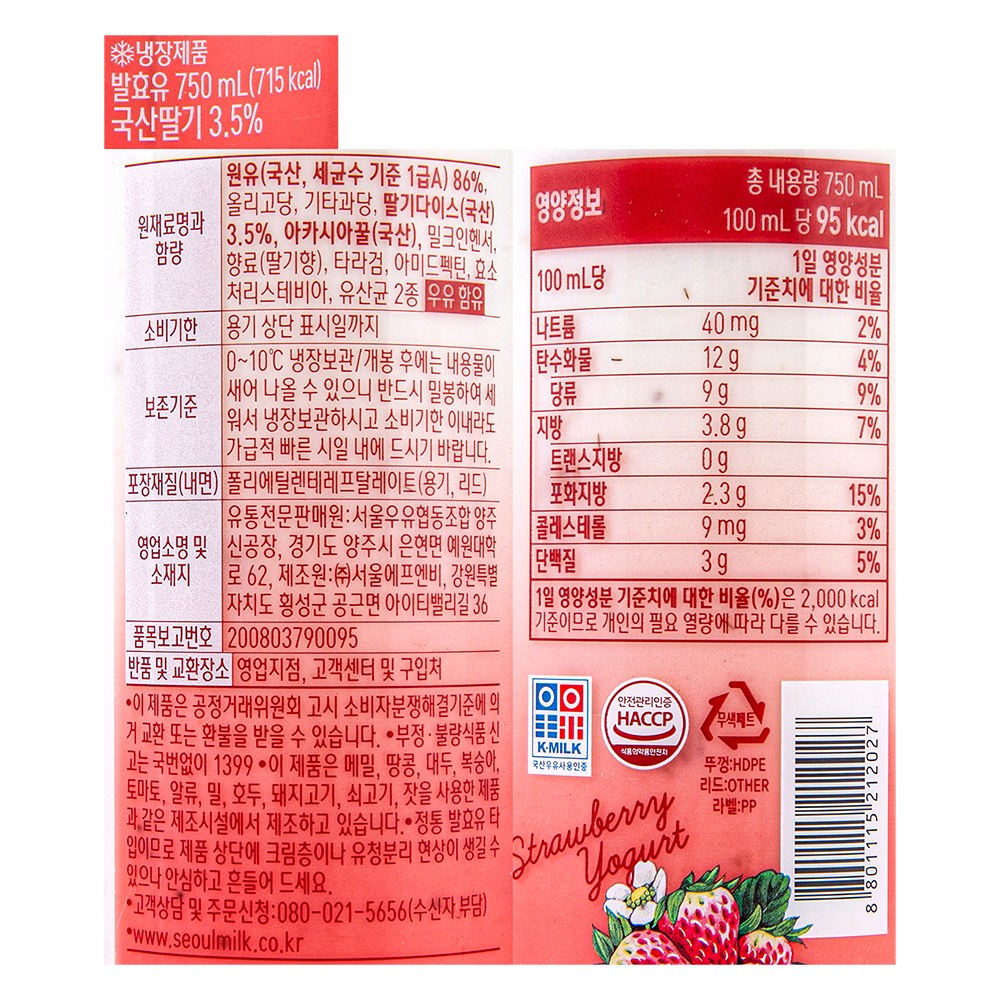 냉장제품
발효유 750 mL(715 kcal)
국산딸기 3.5%
원재료명과
함량
원유(국산, 세균수 기준 1급A) 86%,
올리고당, 기타과당, 딸기다이스(국산)
3.5%, 아카시아꿀(국산), 밀크인핸서,
향료(딸기향), 타라검, 아미드펙틴, 효소
처리스테비아, 유산균 2종 우유 함유
소비기한
용기 상단 표시일까지
보존기준
0~10℃ 냉장보관/개봉 후에는 내용물이
새어 나올 수 있으니 반드시 밀봉하여 세
워서 냉장보관하시고 소비기한 이내라도
가급적 빠른 시일 내에 드시기 바랍니다.
포장재질(내면)
폴리에틸렌테레프탈레이트(용기, 리드)
영업소명 및
소재지
유통전문판매원:서울우유협동조합 양주
신공장, 경기도 양주시 은현면 예원대학
로 62, 제조원:㈜서울에프엔비, 강원특별
자치도 횡성군 공근면 아이티밸리길 36
품목보고번호
200803790095
반품 및 교환장소
영업지점, 고객센터 및 구입처
•이 제품은 공정거래위원회 고시 소비자분쟁해결기준에 의
거 교환 또는 환불을 받을 수 있습니다. •부정·불량식품 신
고는 국번없이 1399 •이 제품은 메밀, 땅콩, 대두, 복숭아,
토마토, 알류, 밀, 호두, 돼지고기, 쇠고기, 잣을 사용한 제품
과 같은 제조시설에서 제조하고 있습니다. •정통 발효유 타
입이므로 제품 상단에 크림층이나 유청분리 현상이 생길 수
있으나 안심하고 흔들어 드세요.
•고객상담 및 주문신청:080-021-5656(수신자 부담)
•www.seoulmilk.co.kr
영양정보
총 내용량 750 mL
100 mL 당 95 kcal
100 mL당
1일 영양성분
기준치에 대한 비율
나트륨 40 mg 2%
탄수화물 12 g 4%
당류 9 g 9%
지방 3.8 g 7%
트랜스지방 0 g
포화지방 2.3 g 15%
콜레스테롤 9 mg 3%
단백질 3 g 5%
1일 영양성분 기준치에 대한 비율(%)은 2,000 kcal
기준이므로 개인의 필요 열량에 따라 다를 수 있습니다.
K-MILK
국산우유사용인증
안전관리인증
HACCP
식품의약품안전처
무색페트
뚜껑:HDPE
리드:OTHER
라벨:PP
8 801115 212027
Strawberry
Yogurt